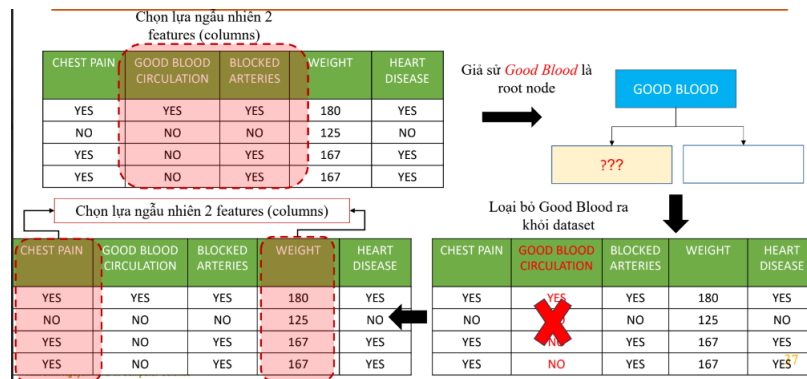 Chọn lựa ngẫu nhiên 2
features (columns)
CHEST PAIN GOOD BLOOD CIRCULATION BLOCKED ARTERIES WEIGHT HEART DISEASE
YES YES YES 180 YES
NO NO NO 125 NO
YES NO YES 167 YES
YES NO YES 167 YES
Giả sử Good Blood là
root node
GOOD BLOOD
???
Loại bỏ Good Blood ra
khỏi dataset
CHEST PAIN GOOD BLOOD CIRCULATION BLOCKED ARTERIES WEIGHT HEART DISEASE
YES YES YES 180 YES
NO NO 125 NO
YES NO YES 167 YES
YES NO YES 167 YES
Chọn lựa ngẫu nhiên 2 features (columns)
CHEST PAIN GOOD BLOOD CIRCULATION BLOCKED ARTERIES WEIGHT HEART DISEASE
YES YES YES 180 YES
NO NO NO 125 NO
YES NO YES 167 YES
YES NO YES 167 YES